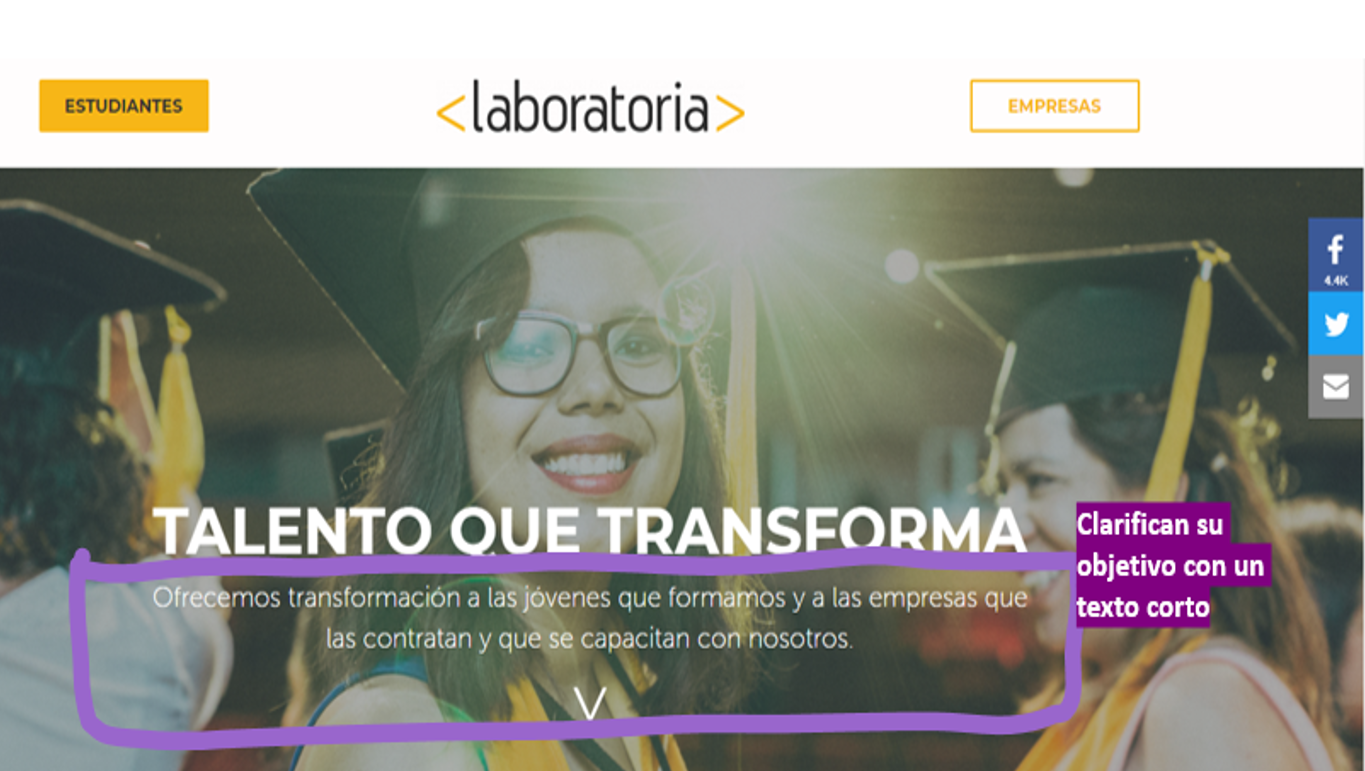 ESTUDIANTES
<laboratoria>
EMPRESAS
4.4K
TALENTO QUE TRANSFORMA
Ofrecemos transformación a las jóvenes que formamos y a las empresas que
las contratan y que se capacitan con nosotros.
Clarifican su
objetivo con un
texto corto